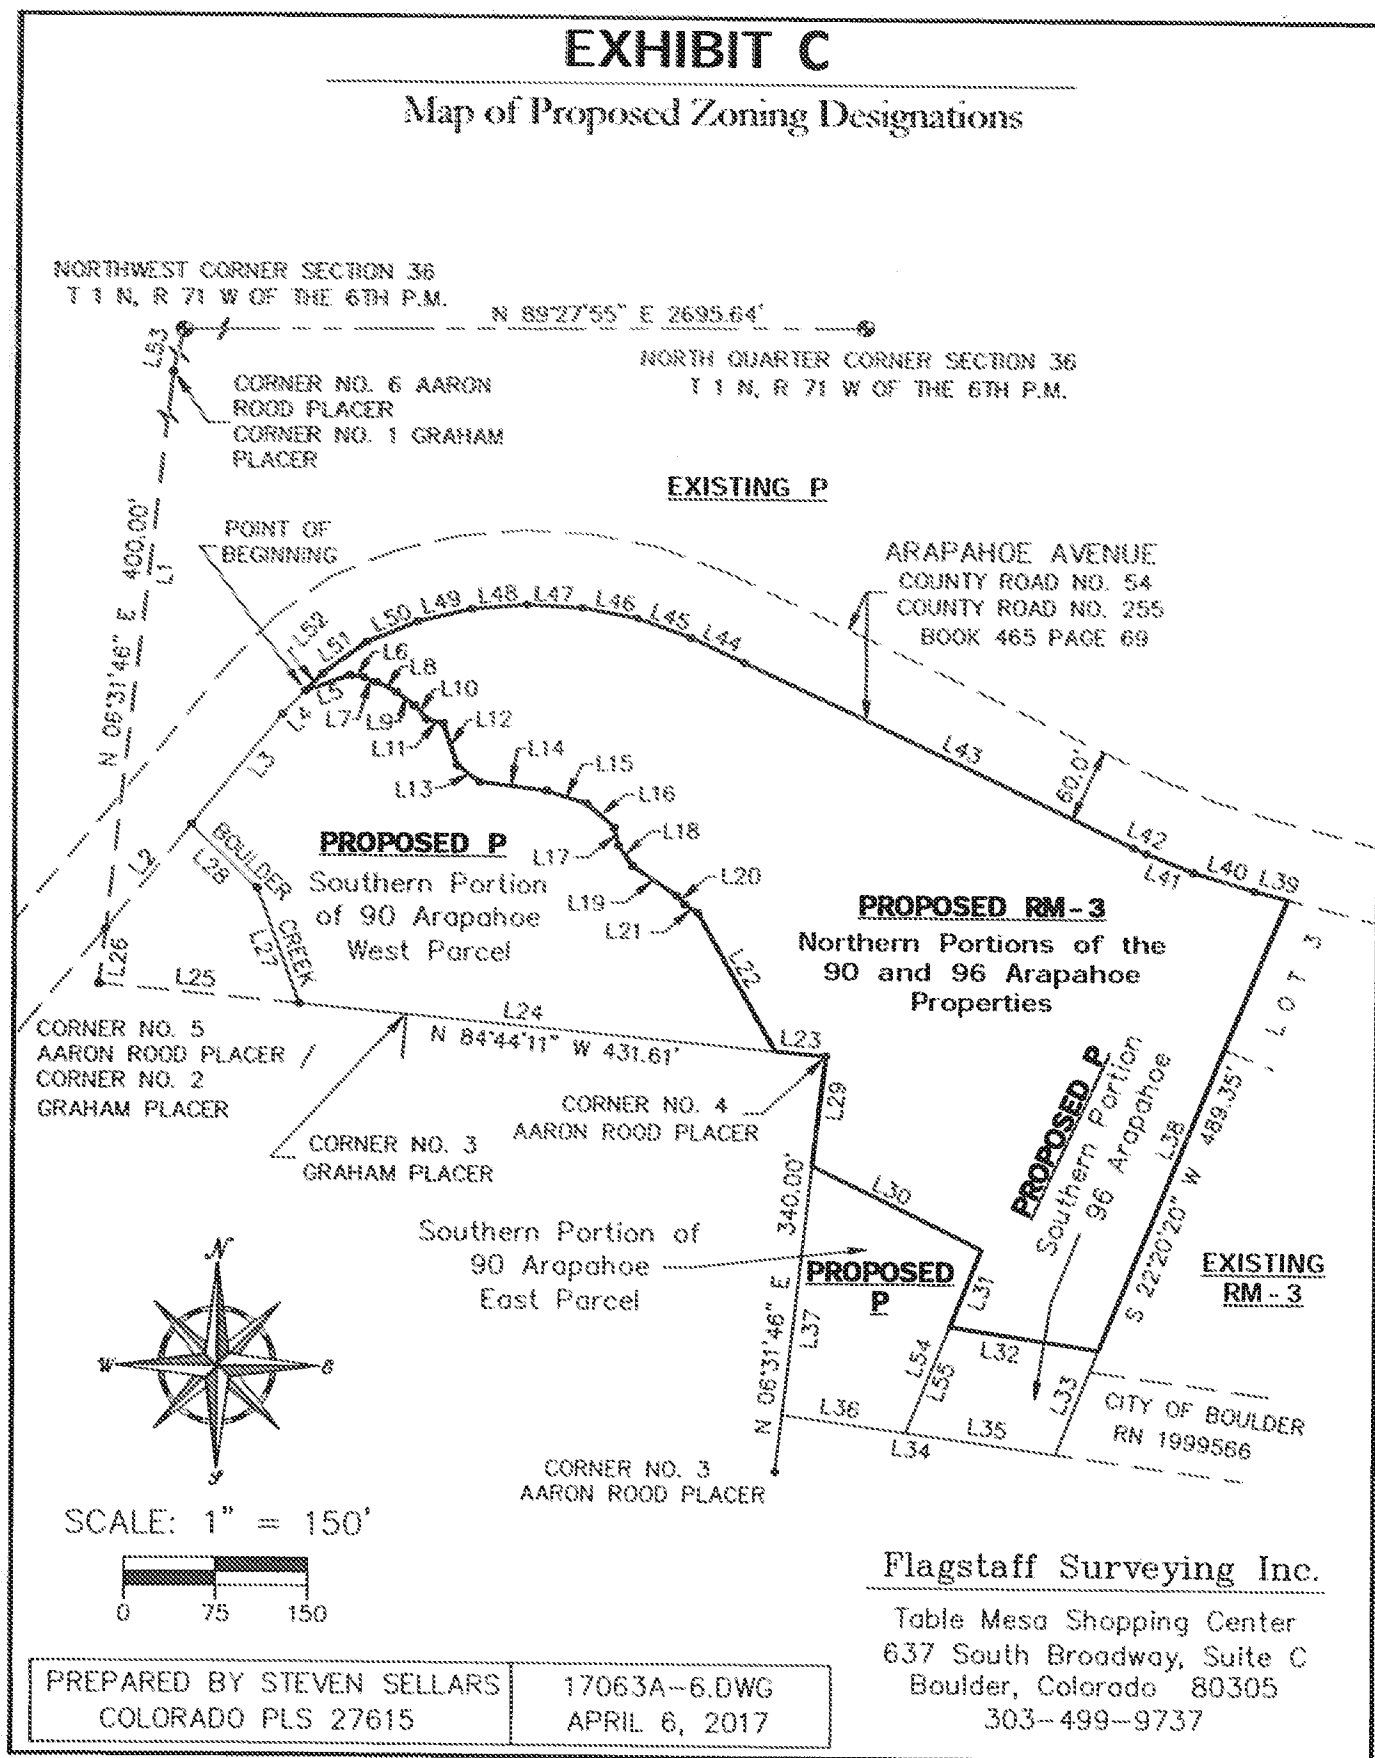 EXHIBIT C
Map of Proposed Zoning Designations
NORTHWEST CORNER SECTION 36
T 1 N, R 71 W OF THE 6TH P.M.
N 89°27'55" E 2695.64'
NORTH QUARTER CORNER SECTION 36
T 1 N, R 71 W OF THE 6TH P.M.
L53
CORNER NO. 6 AARON
ROOD PLACER
CORNER NO. 1 GRAHAM
PLACER
EXISTING P
N 06°31'46" E 400.00'
L1
POINT OF
BEGINNING
ARAPAHOE AVENUE
COUNTY ROAD NO. 54
COUNTY ROAD NO. 255
BOOK 465 PAGE 69
L52
L51
L50
L49
L48
L47
L46
L45
L44
L43
60.0'
L42
L41
L40
L39
L2
L3
L4
L5
L6
L7
L8
L9
L10
L11
L12
L13
L14
L15
L16
L17
L18
L19
L20
L21
L22
L23
PROPOSED P
Southern Portion
of 90 Arapahoe
West Parcel
BOULDER
L28
CREEK
L27
L26
L25
L24
N 84°44'11" W 431.61'
PROPOSED RM-3
Northern Portions of the
90 and 96 Arapahoe
Properties
LOT 3
CORNER NO. 5
AARON ROOD PLACER
CORNER NO. 2
GRAHAM PLACER
CORNER NO. 3
GRAHAM PLACER
CORNER NO. 4
AARON ROOD PLACER
L29
L30
L31
L32
L33
PROPOSED P
Southern Portion
96 Arapahoe
L38
S 22°20'20" W 489.35'
EXISTING
RM-3
Southern Portion of
90 Arapahoe
East Parcel
PROPOSED
P
N 06°31'46" E 340.00'
L37
L54
L55
L36
L35
L34
CITY OF BOULDER
RN 1999566
CORNER NO. 3
AARON ROOD PLACER
N
W
E
S
SCALE: 1" = 150'
0 75 150
Flagstaff Surveying Inc.
Table Mesa Shopping Center
637 South Broadway, Suite C
Boulder, Colorado 80305
303-499-9737
PREPARED BY STEVEN SELLARS
COLORADO PLS 27615
17063A-6.DWG
APRIL 6, 2017